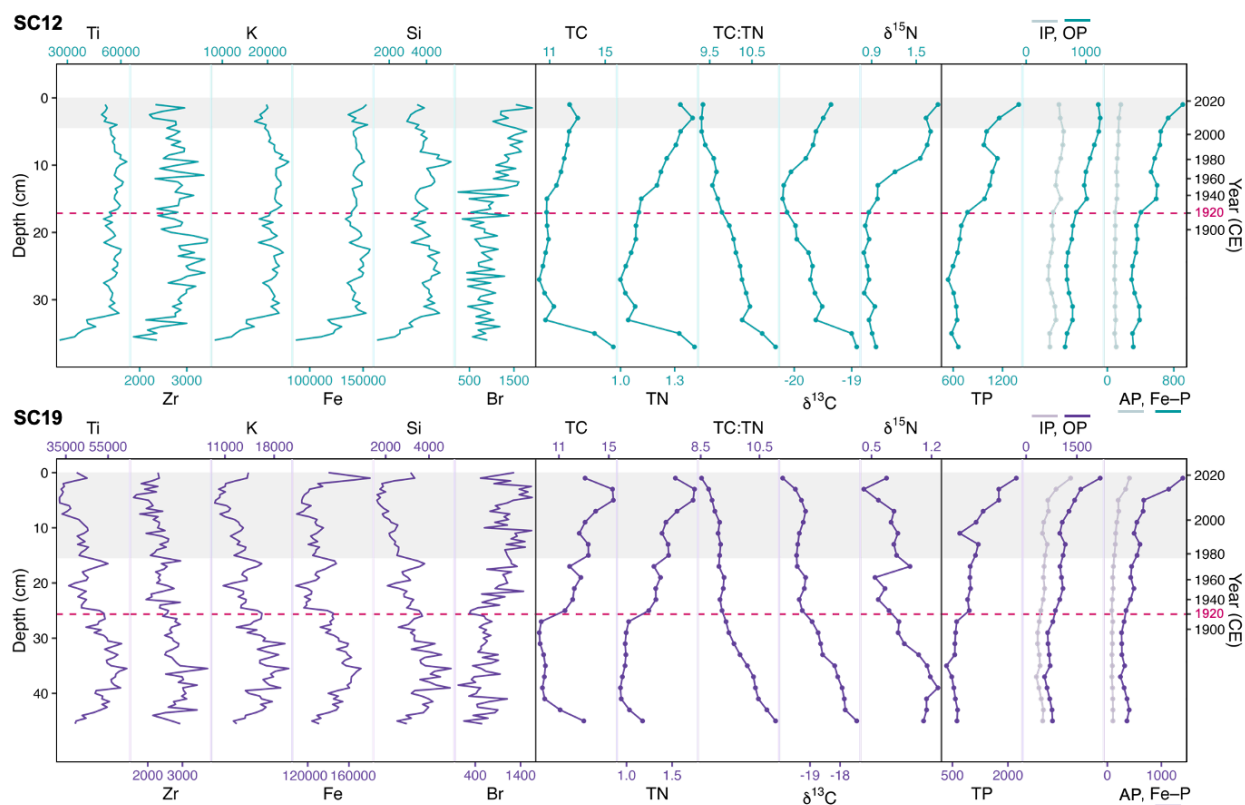 SC12
Ti K Si TC TC:TN δ15N IP, OP
30000 60000 10000 20000 2000 4000 11 15 9.5 10.5 0.9 1.5 0 1000
0 2020
2000
10 1980
1960
1940
1920
20 1900
30
Depth (cm)
Year (CE)
2000 3000 100000 150000 500 1500 1.0 1.3 -20 -19 600 1200 0 800
Zr Fe Br TN δ13C TP AP, Fe–P
SC19
Ti K Si TC TC:TN δ15N IP, OP
35000 55000 11000 18000 2000 4000 11 15 8.5 10.5 0.5 1.2 0 1500
0 2020
10 2000
1980
20 1960
1940
1920
30 1900
40
Depth (cm)
Year (CE)
2000 3000 120000 160000 400 1400 1.0 1.5 -19 -18 500 2000 0 1000
Zr Fe Br TN δ13C TP AP, Fe–P